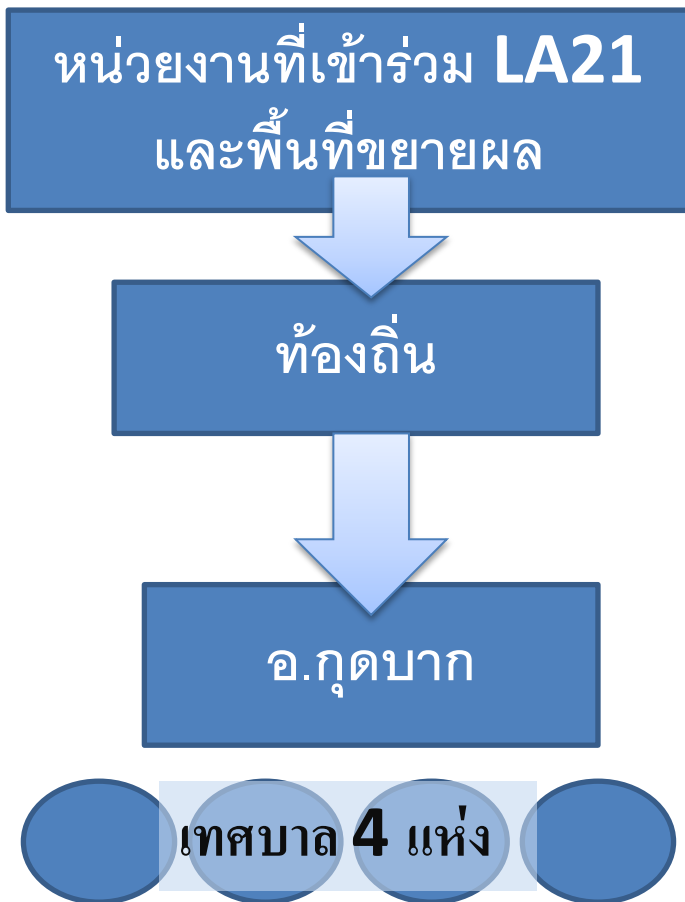 หน่วยงานที่เข้าร่วม LA21
และพื้นที่ขยายผล
ท้องถิ่น
อ.กุดบาก
เทศบาล 4 แห่ง